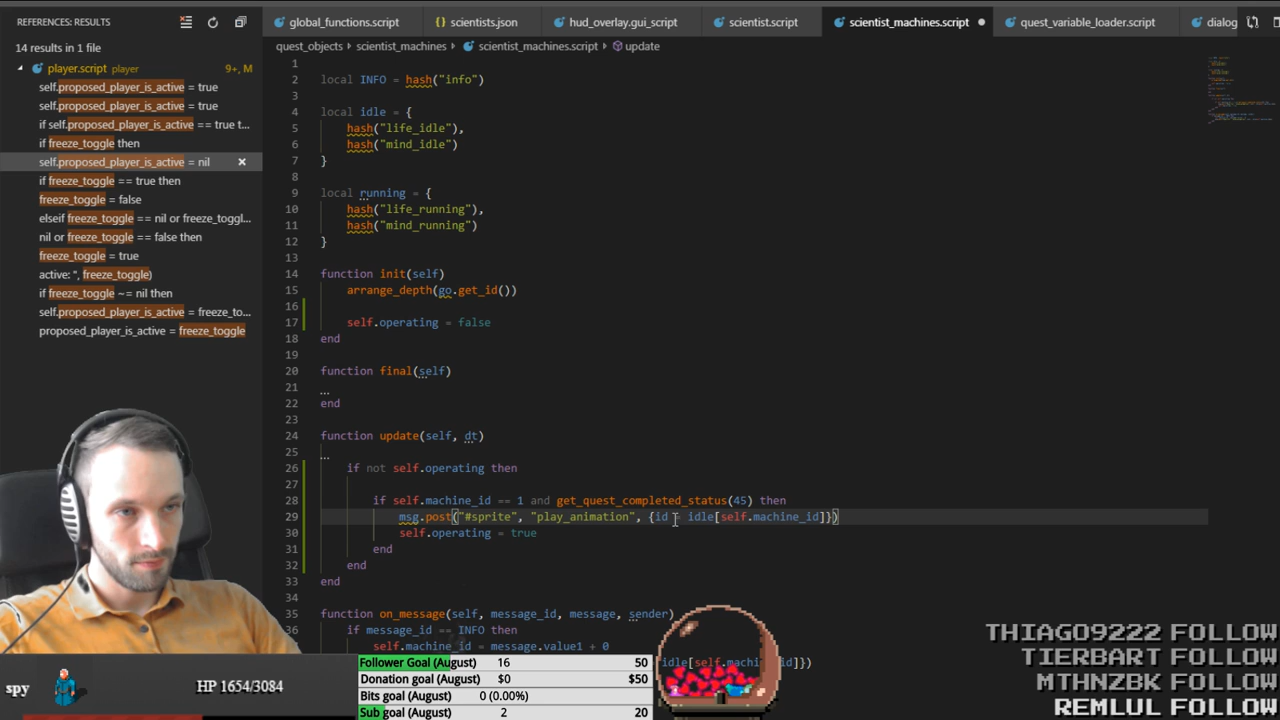 REFERENCES: RESULTS
14 results in 1 file
player.script player 9+, M
self.proposed_player_is_active = true
self.proposed_player_is_active = true
if self.proposed_player_is_active == true t...
if freeze_toggle then
self.proposed_player_is_active = nil
if freeze_toggle == true then
freeze_toggle = false
elseif freeze_toggle == nil or freeze_toggl...
nil or freeze_toggle == false then
freeze_toggle = true
active: ", freeze_toggle)
if freeze_toggle ~= nil then
self.proposed_player_is_active = freeze_to...
proposed_player_is_active = freeze_toggle
global_functions.script scientists.json hud_overlay.gui_script scientist.script scientist_machines.script quest_variable_loader.script dialog
quest_objects > scientist_machines > scientist_machines.script > update
1
2 local INFO = hash("info")
3
4 local idle = {
5 hash("life_idle"),
6 hash("mind_idle")
7 }
8
9 local running = {
10 hash("life_running"),
11 hash("mind_running")
12 }
13
14 function init(self)
15 arrange_depth(go.get_id())
16
17 self.operating = false
18 end
19
20 function final(self)
21
22 end
23
24 function update(self, dt)
25
26 if not self.operating then
27
28 if self.machine_id == 1 and get_quest_completed_status(45) then
29 msg.post("#sprite", "play_animation", {id = idle[self.machine_id]})
30 self.operating = true
31 end
32 end
33 end
34
35 function on_message(self, message_id, message, sender)
36 if message_id == INFO then
self.machine_id = message.value1 + 0
idle[self.machi id]})
spy HP 1654/3084
Follower Goal (August) 16 50
Donation goal (August) $0 $50
Bits goal (August) 0 (0.00%)
Sub goal (August) 2 20
THIAGO9222 FOLLOW
TIERBART FOLLOW
MTHNZBK FOLLOW
REMLUL FOLLOW